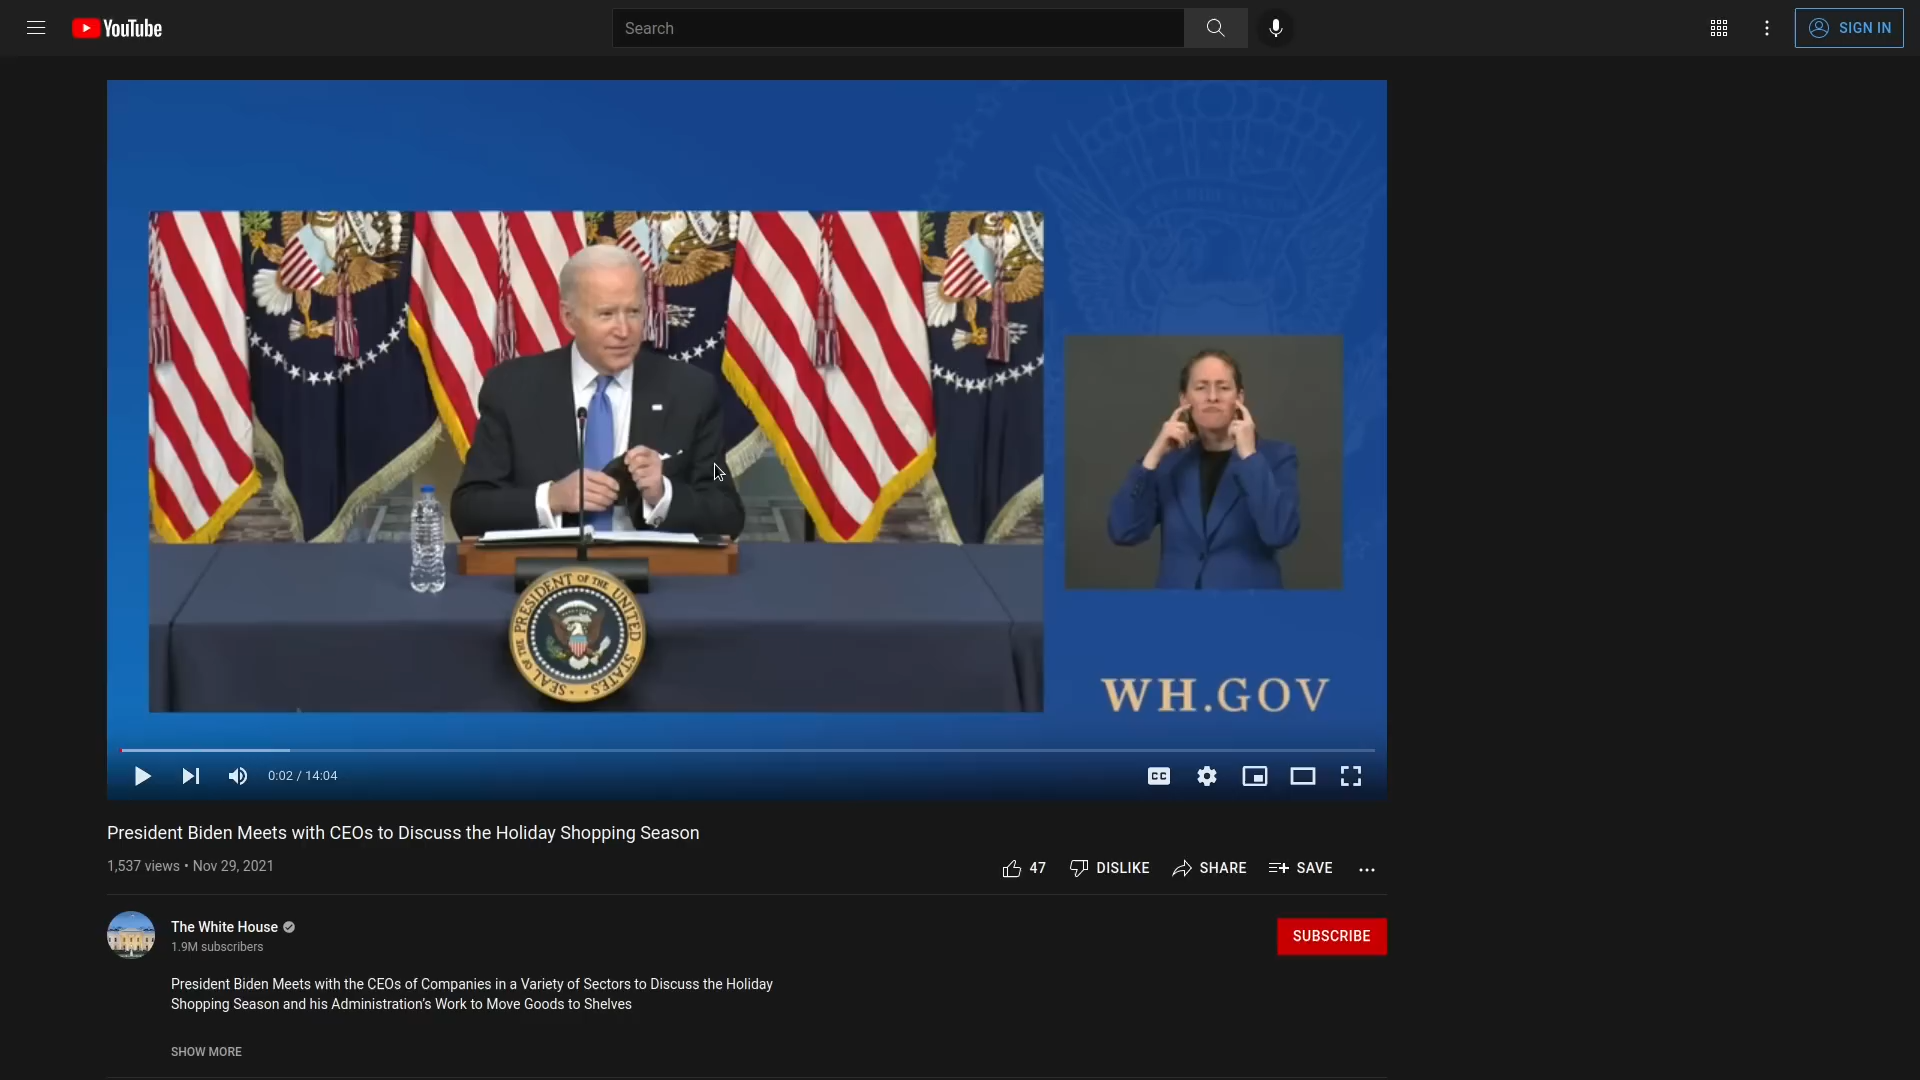 YouTube
Search
SIGN IN
SEAL OF THE PRESIDENT OF THE UNITED STATES
WH.GOV
0:02 / 14:04
CC
President Biden Meets with CEOs to Discuss the Holiday Shopping Season
1,537 views • Nov 29, 2021
47
DISLIKE
SHARE
SAVE
The White House
1.9M subscribers
SUBSCRIBE
President Biden Meets with the CEOs of Companies in a Variety of Sectors to Discuss the Holiday
Shopping Season and his Administration's Work to Move Goods to Shelves
SHOW MORE